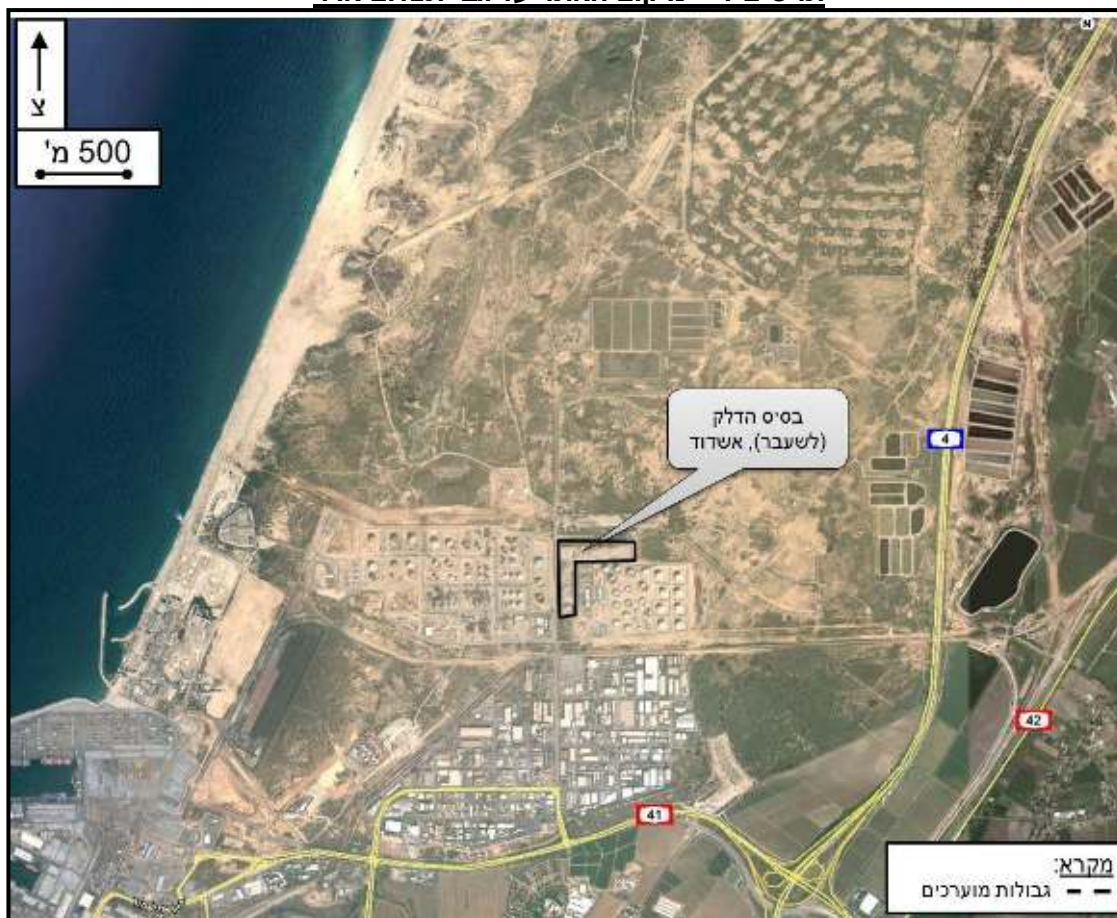 צ
500 מ'
בסיס הדלק
(לשעבר), אשדוד
4
42
41
מקרא:
גבולות מוערכים